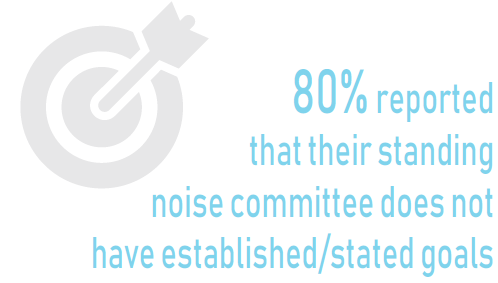 80% reported
that their standing
noise committee does not
have established/stated goals